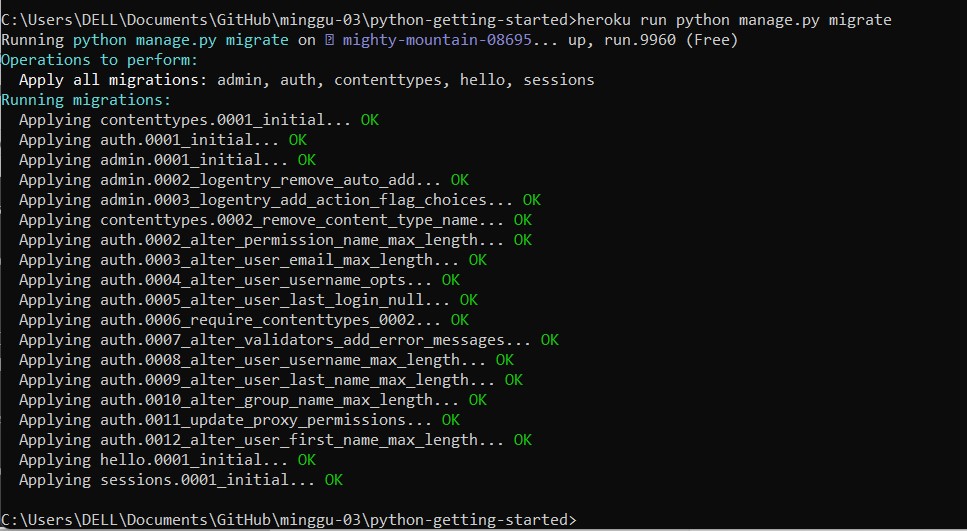 C:\Users\DELL\Documents\GitHub\minggu-03\python-getting-started>heroku run python manage.py migrate
Running python manage.py migrate on ⍰ mighty-mountain-08695... up, run.9960 (Free)
Operations to perform:
  Apply all migrations: admin, auth, contenttypes, hello, sessions
Running migrations:
  Applying contenttypes.0001_initial... OK
  Applying auth.0001_initial... OK
  Applying admin.0001_initial... OK
  Applying admin.0002_logentry_remove_auto_add... OK
  Applying admin.0003_logentry_add_action_flag_choices... OK
  Applying contenttypes.0002_remove_content_type_name... OK
  Applying auth.0002_alter_permission_name_max_length... OK
  Applying auth.0003_alter_user_email_max_length... OK
  Applying auth.0004_alter_user_username_opts... OK
  Applying auth.0005_alter_user_last_login_null... OK
  Applying auth.0006_require_contenttypes_0002... OK
  Applying auth.0007_alter_validators_add_error_messages... OK
  Applying auth.0008_alter_user_username_max_length... OK
  Applying auth.0009_alter_user_last_name_max_length... OK
  Applying auth.0010_alter_group_name_max_length... OK
  Applying auth.0011_update_proxy_permissions... OK
  Applying auth.0012_alter_user_first_name_max_length... OK
  Applying hello.0001_initial... OK
  Applying sessions.0001_initial... OK
C:\Users\DELL\Documents\GitHub\minggu-03\python-getting-started>